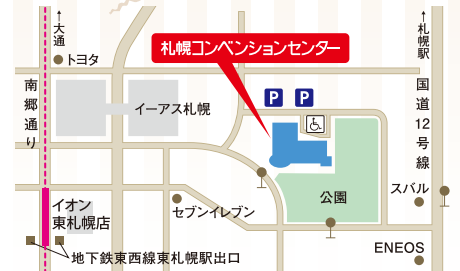 ↑大通
↑札幌駅
札幌コンベンションセンター
トヨタ
南郷通り
イーアス札幌
P
P
国道12号線
公園
スバル
イオン
東札幌店
セブンイレブン
ENEOS
地下鉄東西線東札幌駅出口